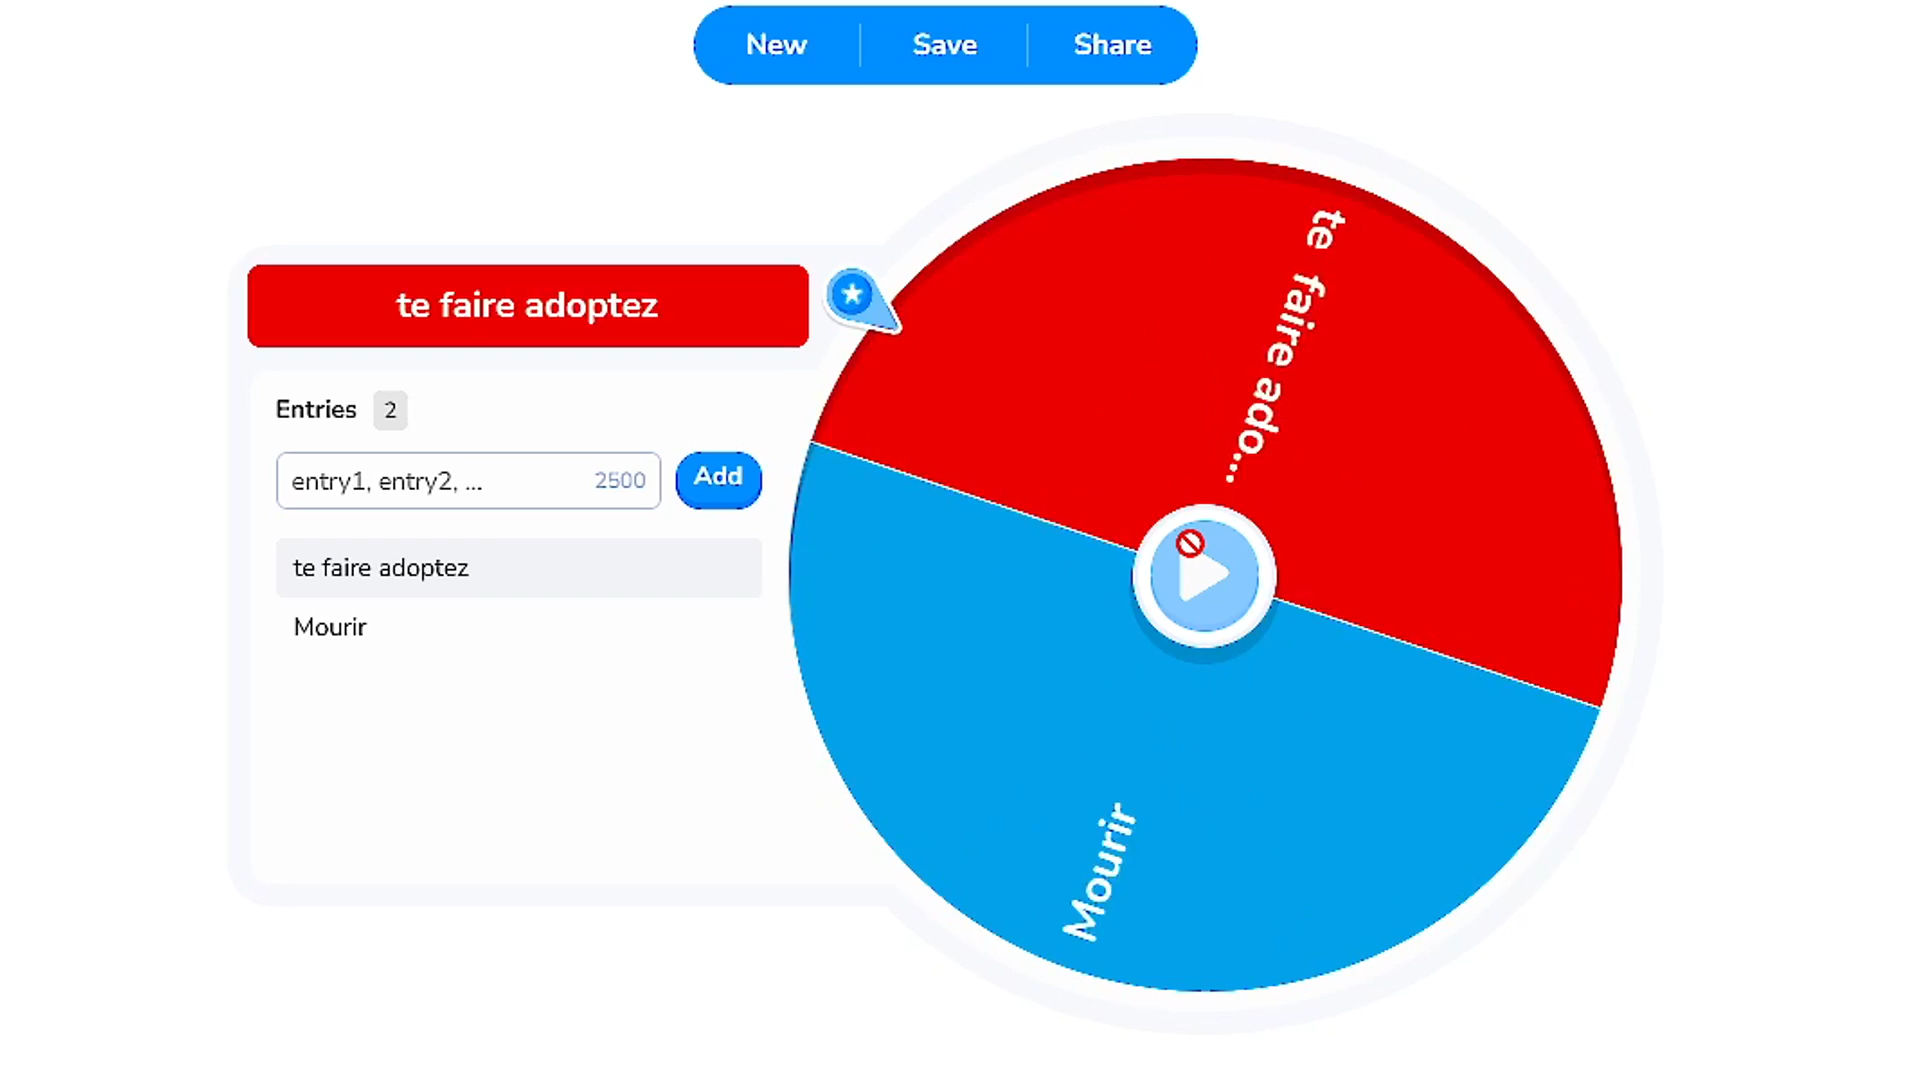 New Save Share
te faire adoptez
Entries 2
entry1, entry2, ... 2500 Add
te faire adoptez
Mourir
te faire ado...
Mourir